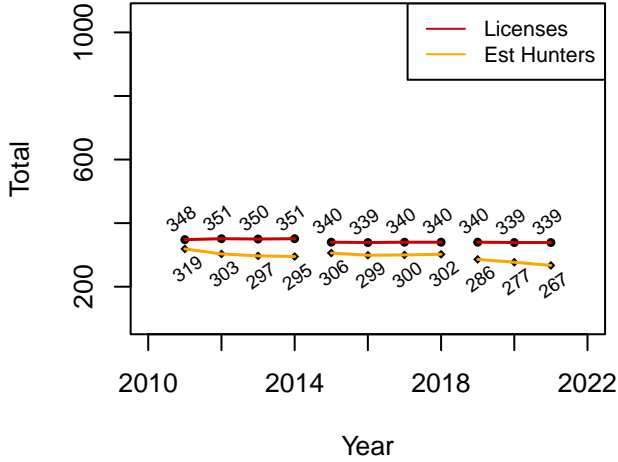 Licenses
Est Hunters
1000
600
200
Total
348 351 350 351 340 339 340 340 340 339 339
319 303 297 295 306 299 300 302 286 277 267
2010 2014 2018 2022
Year